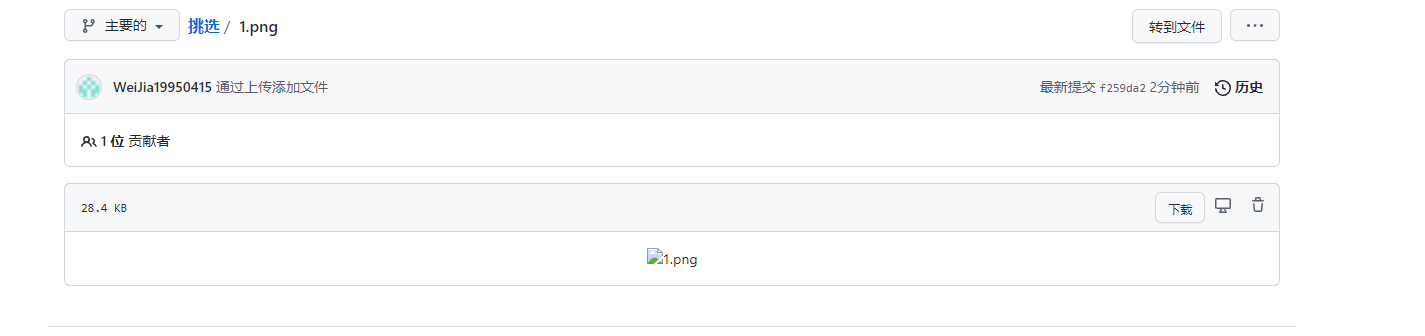 主要的 挑选 / 1.png 转到文件 ...
WeiJia19950415 通过上传添加文件 最新提交 f259da2 2分钟前 历史
1 位 贡献者
28.4 KB 下载
1.png